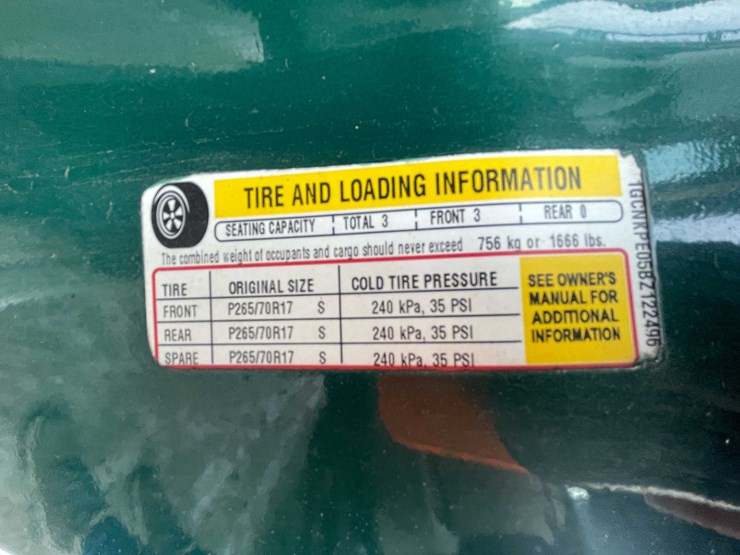 TIRE AND LOADING INFORMATION
SEATING CAPACITY TOTAL 3 FRONT 3 REAR 0
The combined weight of occupants and cargo should never exceed 756 kg or 1666 lbs.
TIRE ORIGINAL SIZE COLD TIRE PRESSURE
FRONT P265/70R17 S 240 kPa, 35 PSI
REAR P265/70R17 S 240 kPa, 35 PSI
SPARE P265/70R17 S 240 kPa, 35 PSI
SEE OWNER'S
MANUAL FOR
ADDITIONAL
INFORMATION
1GCNKPE05BZ122496